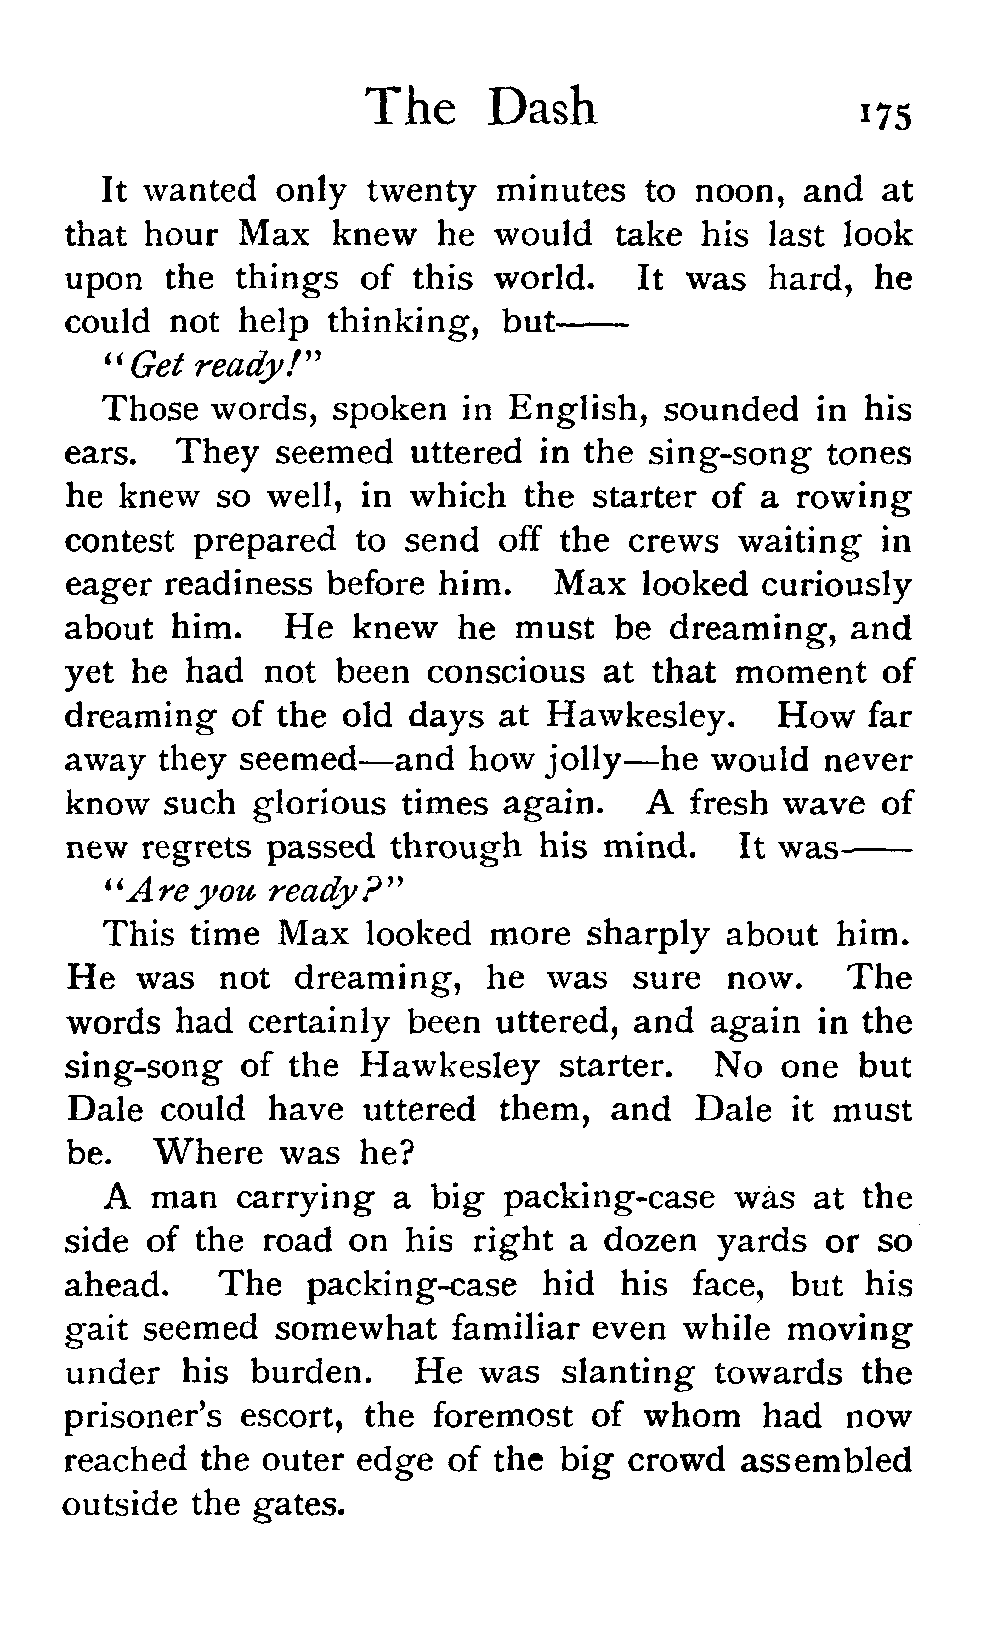 The Dash 175
It wanted only twenty minutes to noon, and at
that hour Max knew he would take his last look
upon the things of this world. It was hard, he
could not help thinking, but——
"Get ready!"
Those words, spoken in English, sounded in his
ears. They seemed uttered in the sing-song tones
he knew so well, in which the starter of a rowing
contest prepared to send off the crews waiting in
eager readiness before him. Max looked curiously
about him. He knew he must be dreaming, and
yet he had not been conscious at that moment of
dreaming of the old days at Hawkesley. How far
away they seemed—and how jolly—he would never
know such glorious times again. A fresh wave of
new regrets passed through his mind. It was——
"Are you ready?"
This time Max looked more sharply about him.
He was not dreaming, he was sure now. The
words had certainly been uttered, and again in the
sing-song of the Hawkesley starter. No one but
Dale could have uttered them, and Dale it must
be. Where was he?
A man carrying a big packing-case was at the
side of the road on his right a dozen yards or so
ahead. The packing-case hid his face, but his
gait seemed somewhat familiar even while moving
under his burden. He was slanting towards the
prisoner's escort, the foremost of whom had now
reached the outer edge of the big crowd assembled
outside the gates.